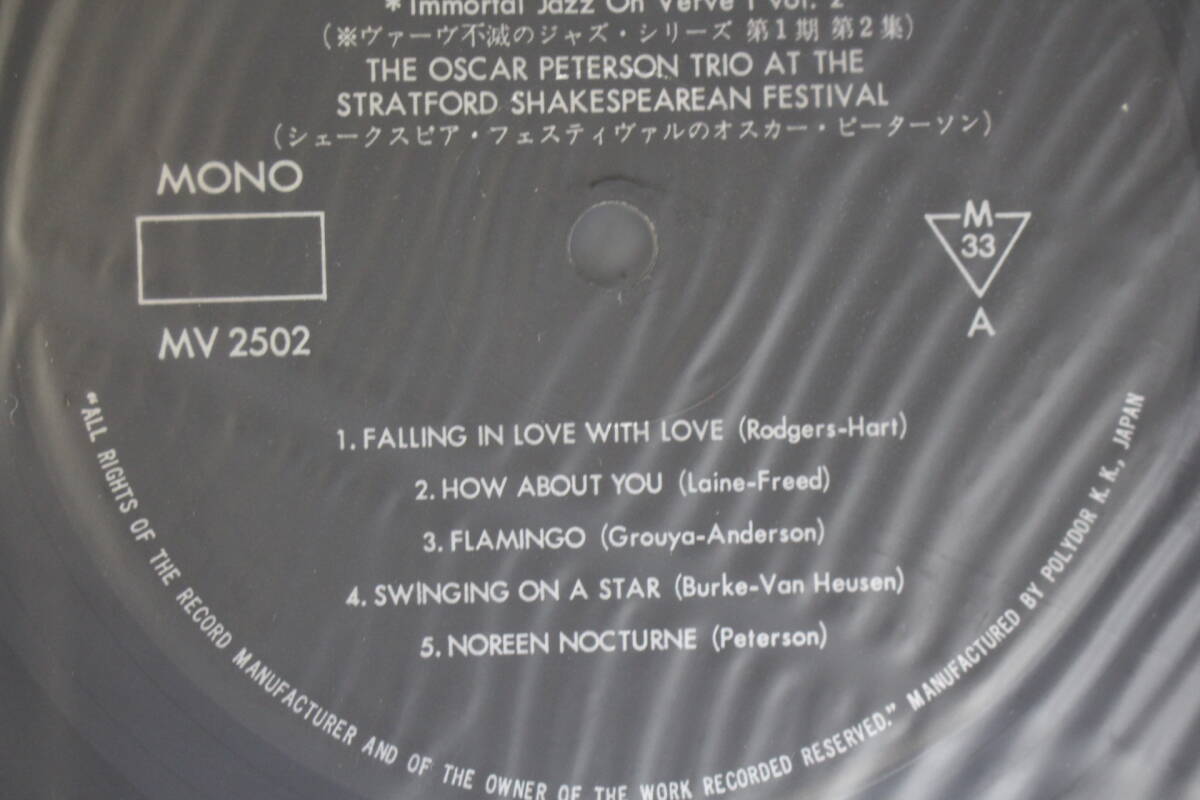 *Immortal Jazz On Verve I Vol. 2
(※ヴァーヴ不滅のジャズ・シリーズ 第1期 第2集)
THE OSCAR PETERSON TRIO AT THE
STRATFORD SHAKESPEAREAN FESTIVAL
(シェークスピア・フェスティヴァルのオスカー・ピーターソン)
MONO
MV 2502
M
33
A
1. FALLING IN LOVE WITH LOVE (Rodgers-Hart)
2. HOW ABOUT YOU (Laine-Freed)
3. FLAMINGO (Grouya-Anderson)
4. SWINGING ON A STAR (Burke-Van Heusen)
5. NOREEN NOCTURNE (Peterson)
"ALL RIGHTS OF THE RECORD MANUFACTURER AND OF THE OWNER OF THE WORK RECORDED RESERVED." MANUFACTURED BY POLYDOR K. K., JAPAN